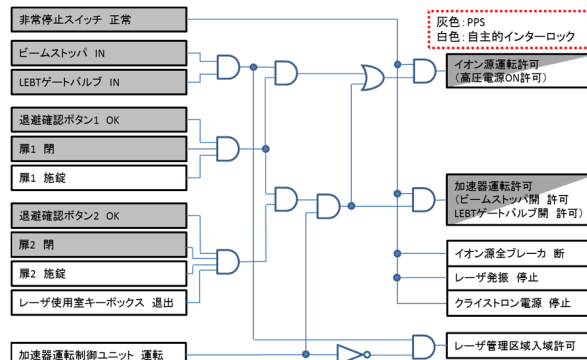 非常停止スイッチ 正常
灰色：PPS
白色：自主的インターロック
ビームストッパ IN
LEBTゲートバルブ IN
イオン源運転許可
（高圧電源ON許可）
退避確認ボタン1 OK
扉1 閉
扉1 施錠
加速器運転許可
（ビームストッパ開 許可
LEBTゲートバルブ開 許可）
退避確認ボタン2 OK
扉2 閉
扉2 施錠
レーザ使用室キーボックス 退出
イオン源全ブレーカ 断
レーザ発振 停止
クライストロン電源 停止
加速器運転制御ユニット 運転
レーザ管理区域入域許可